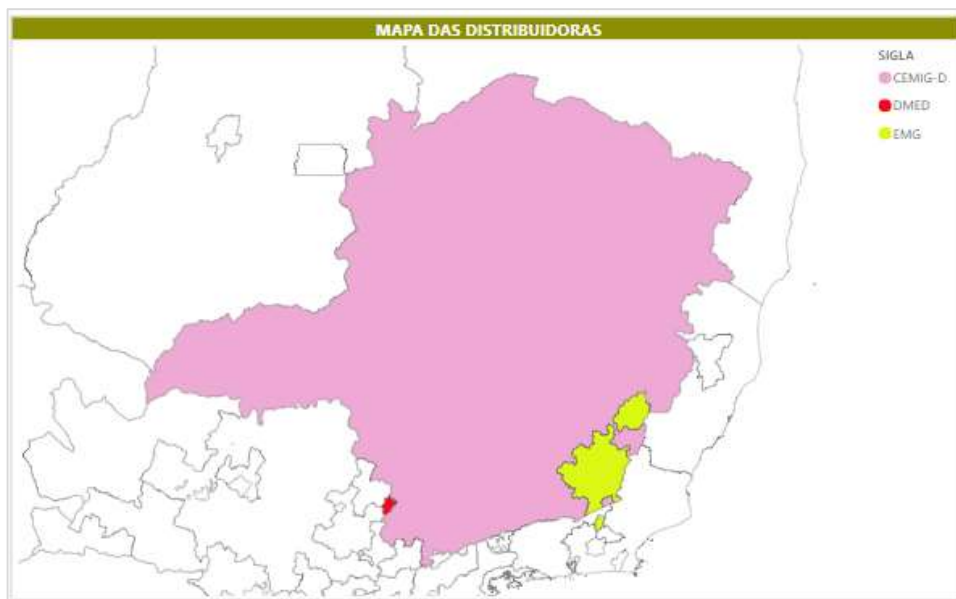 MAPA DAS DISTRIBUIDORAS
SIGLA
CEMIG-D
DMED
EMG